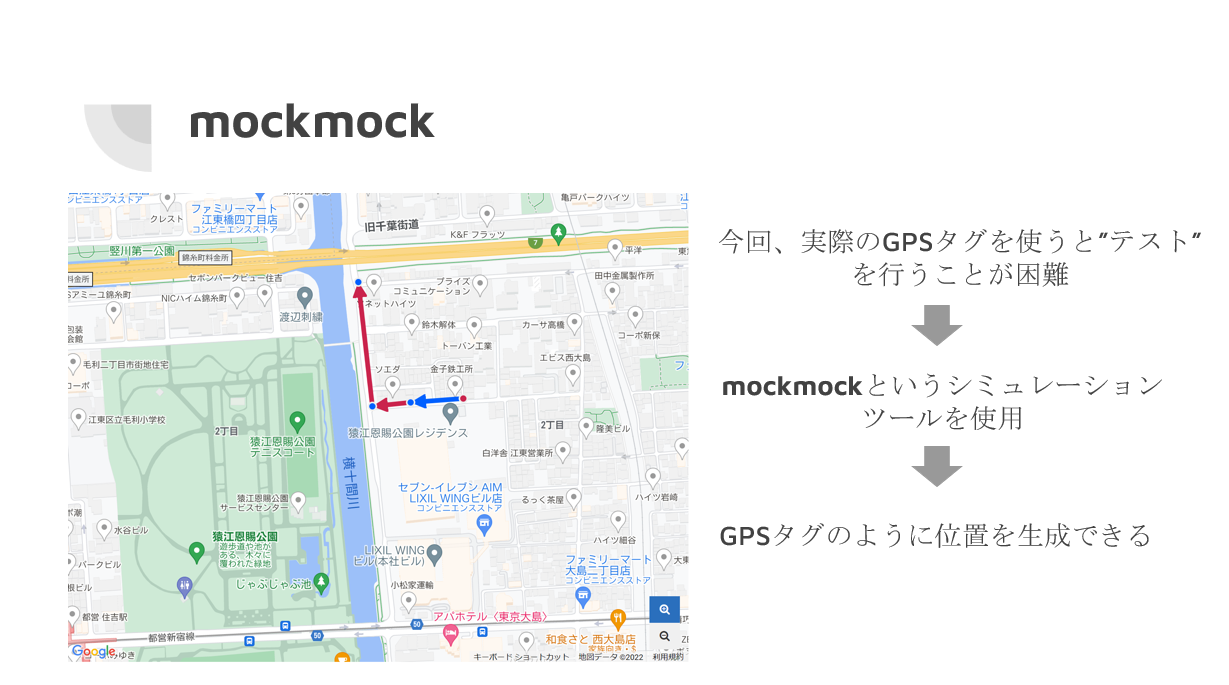 mockmock
今回、実際のGPSタグを使うと"テスト"
を行うことが困難
mockmockというシミュレーション
ツールを使用
GPSタグのように位置を生成できる
コンビニエンスストア
クレスト
ファミリーマート
江東橋四丁目店
コンビニエンスストア
旧千葉街道
K&F フラッツ
亀戸パークハイツ
竪川第一公園
錦糸町料金所
料金所
7
平洋
セボンパークビュー住吉
アミューユ錦糸町
NICハイム錦糸町
プライズ
コミュニケーション
ネットハイツ
田中金属製作所
渡辺刺繍
鈴木解体
カーサ高橋
コーポ新保
包装
会館
トーバン工業
エビス西大島
毛利二丁目市街地住宅
ソエダ
金子鉄工所
コーポ
江東区立毛利小学校
2丁目
猿江恩賜公園
テニスコート
猿江恩賜公園レジデンス
2丁目
隆美ビル
白洋舎 江東営業所
横十間川
セブン-イレブン AIM
LIXIL WINGビル店
コンビニエンスストア
るっく茶屋
ハイツ岩崎
猿江恩賜公園
サービスセンター
水谷ビル
猿江恩賜公園
遊歩道や池が
ある、木々に
覆われた緑地
ハイツ細谷
パークビル
LIXIL WING
ビル(本社ビル)
ファミリーマート
大島二丁目店
コンビニエンスストア
じゃぶじゃぶ池
小松家運輸
都営 住吉駅
アパホテル〈東京大島〉
都営新宿線
50
50
和食さと 西大島店
家族向き・$
Google
みゆき
キーボード ショートカット
地図データ ©2022
利用規約